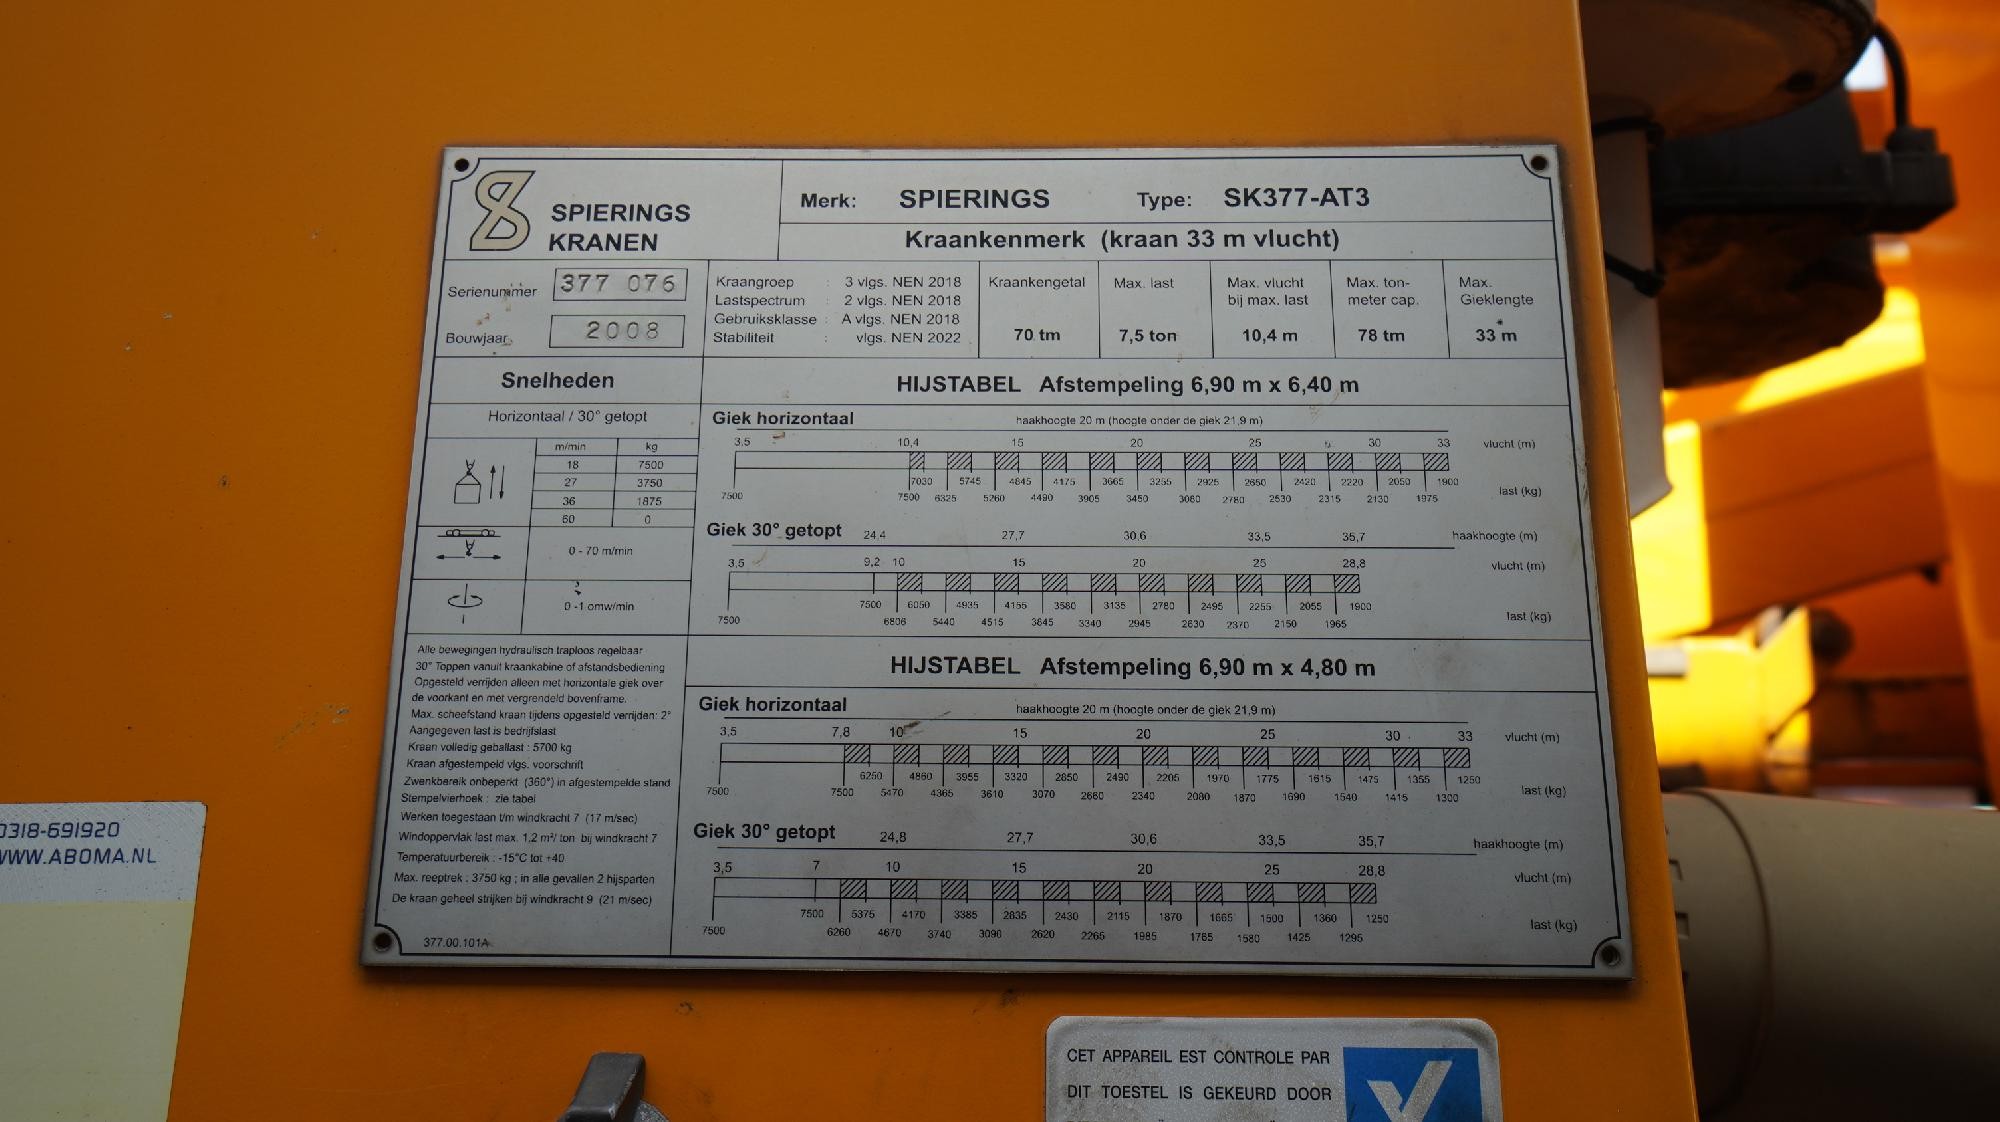 SPIERINGS
KRANEN
Merk: SPIERINGS Type: SK377-AT3
Kraankenmerk (kraan 33 m vlucht)
Serienummer 377 076
Bouwjaar 2008
Kraangroep : 3 vlgs. NEN 2018
Lastspectrum : 2 vlgs. NEN 2018
Gebruiksklasse : A vlgs. NEN 2018
Stabiliteit : vlgs. NEN 2022
Kraankengetal
70 tm
Max. last
7,5 ton
Max. vlucht
bij max. last
10,4 m
Max. ton-
meter cap.
78 tm
Max.
Gieklengte
33 m
Snelheden
Horizontaal / 30° getopt
m/min kg
18 7500
27 3750
36 1875
60 0
0 - 70 m/min
0 -1 omw/min
Alle bewegingen hydraulisch traploos regelbaar
30° Toppen vanuit kraankabine of afstandsbediening
Opgesteld verrijden alleen met horizontale giek over
de voorkant en met vergrendeld bovenframe.
Max. scheefstand kraan tijdens opgesteld verrijden: 2°
Aangegeven last is bedrijfslast
Kraan volledig geballast : 5700 kg
Kraan afgestempeld vlgs. voorschrift
Zwenkbereik onbeperkt (360°) in afgestempelde stand
Stempelvierhoek : zie tabel
Werken toegestaan t/m windkracht 7 (17 m/sec)
Windoppervlak last max. 1,2 m²/ ton bij windkracht 7
Temperatuurbereik : -15°C tot +40
Max. reeptrek : 3750 kg ; in alle gevallen 2 hijsparten
De kraan geheel strijken bij windkracht 9 (21 m/sec)
377.00.101A
HIJSTABEL Afstempeling 6,90 m x 6,40 m
Giek horizontaal haakhoogte 20 m (hoogte onder de giek 21,9 m)
3,5 10,4 15 20 25 30 33 vlucht (m)
7030 5745 4845 4175 3665 3255 2925 2650 2420 2220 2050 1900
7500 7500 6325 5260 4490 3905 3450 3060 2780 2530 2315 2130 1975 last (kg)
Giek 30° getopt 24,4 27,7 30,6 33,5 35,7 haakhoogte (m)
3,5 9,2 10 15 20 25 28,8 vlucht (m)
7500 6050 4935 4155 3580 3135 2780 2495 2255 2055 1900
7500 6806 5440 4515 3845 3340 2945 2630 2370 2150 1965 last (kg)
HIJSTABEL Afstempeling 6,90 m x 4,80 m
Giek horizontaal haakhoogte 20 m (hoogte onder de giek 21,9 m)
3,5 7,8 10 15 20 25 30 33 vlucht (m)
6250 4860 3955 3320 2850 2490 2205 1970 1775 1615 1475 1355 1250
7500 7500 5470 4365 3610 3070 2660 2340 2080 1870 1690 1540 1415 1300 last (kg)
Giek 30° getopt 24,8 27,7 30,6 33,5 35,7 haakhoogte (m)
3,5 7 10 15 20 25 28,8 vlucht (m)
7500 5375 4170 3385 2835 2430 2115 1870 1665 1500 1360 1250
7500 6260 4670 3740 3090 2620 2265 1985 1765 1580 1425 1295 last (kg)
0318-691920
WWW.ABOMA.NL
CET APPAREIL EST CONTROLE PAR
DIT TOESTEL IS GEKEURD DOOR